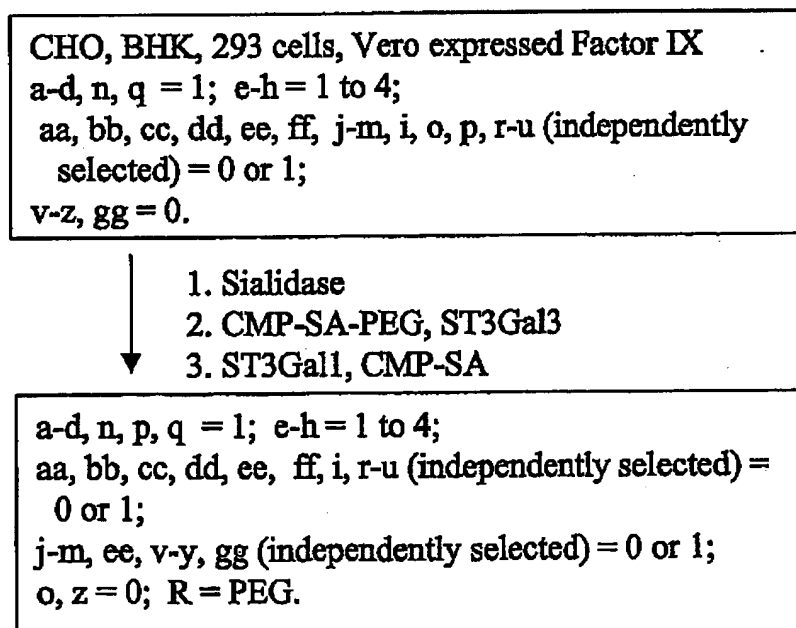 CHO, BHK, 293 cells, Vero expressed Factor IX
a-d, n, q = 1; e-h = 1 to 4;
aa, bb, cc, dd, ee, ff, j-m, i, o, p, r-u (independently
selected) = 0 or 1;
v-z, gg = 0.
1. Sialidase
2. CMP-SA-PEG, ST3Gal3
3. ST3Gal1, CMP-SA
a-d, n, p, q = 1; e-h = 1 to 4;
aa, bb, cc, dd, ee, ff, i, r-u (independently selected) =
0 or 1;
j-m, ee, v-y, gg (independently selected) = 0 or 1;
o, z = 0; R = PEG.